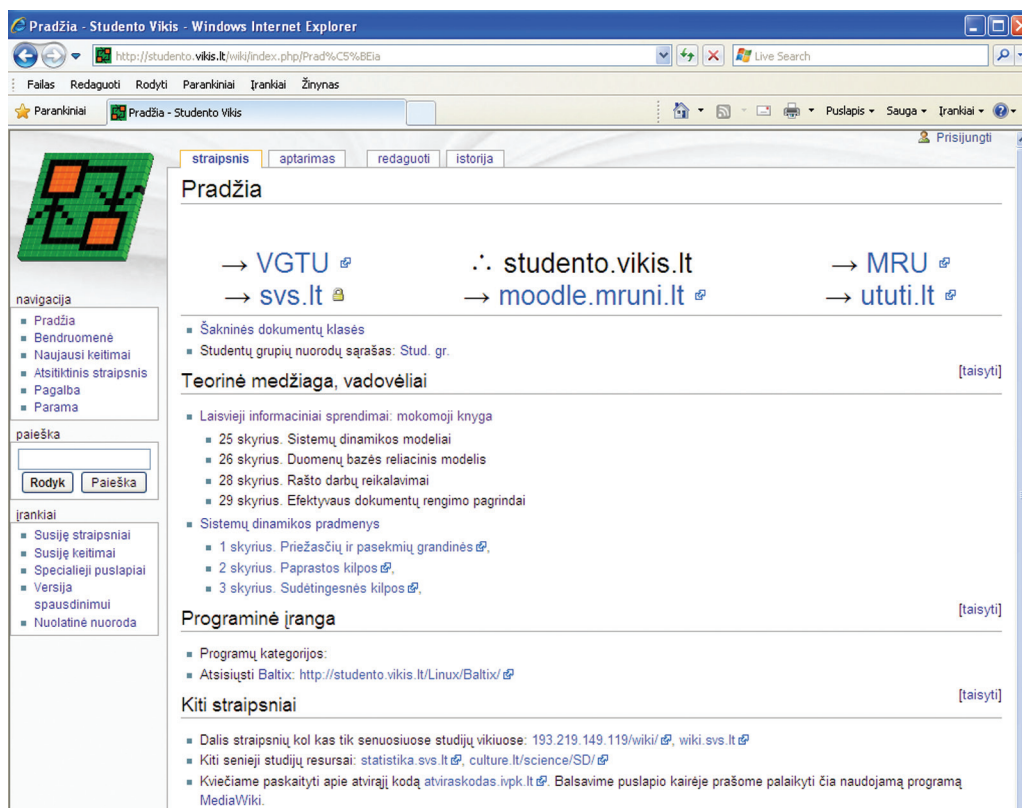 Pradžia - Studento Vikis - Windows Internet Explorer
http://studento.vikis.lt/wiki/index.php/Prad%C5%BEia
Live Search
Failas Redaguoti Rodyti Parankiniai Įrankiai Žinynas
Parankiniai Pradžia - Studento Vikis Puslapis Sauga Įrankiai
Prisijungti
straipsnis aptarimas redaguoti istorija
Pradžia
→ VGTU ∴ studento.vikis.lt → MRU
→ svs.lt → moodle.mruni.lt → ututi.lt
navigacija
Pradžia
Bendruomenė
Naujausi keitimai
Atsitiktinis straipsnis
Pagalba
Parama
paieška
Rodyk Paieška
įrankiai
Susiję straipsniai
Susiję keitimai
Specialieji puslapiai
Versija
spausdinimui
Nuolatinė nuoroda
Šakninės dokumentų klasės
Studentų grupių nuorodų sąrašas: Stud. gr.
Teorinė medžiaga, vadovėliai [taisyti]
Laisvieji informaciniai sprendimai: mokomoji knyga
25 skyrius. Sistemų dinamikos modeliai
26 skyrius. Duomenų bazės reliacinis modelis
28 skyrius. Rašto darbų reikalavimai
29 skyrius. Efektyvaus dokumentų rengimo pagrindai
Sistemų dinamikos pradmenys
1 skyrius. Priežasčių ir pasekmių grandinės,
2 skyrius. Paprastos kilpos,
3 skyrius. Sudėtingesnės kilpos,
Programinė įranga [taisyti]
Programų kategorijos:
Atsisiųsti Baltix: http://studento.vikis.lt/Linux/Baltix/
Kiti straipsniai [taisyti]
Dalis straipsnių kol kas tik senuosiuose studijų vikiuose: 193.219.149.119/wiki/, wiki.svs.lt
Kiti senieji studijų resursai: statistika.svs.lt, culture.lt/science/SD/
Kviečiame paskaityti apie atvirąjį kodą atviraskodas.ivpk.lt. Balsavime puslapio kairėje prašome palaikyti čia naudojamą programą
MediaWiki.